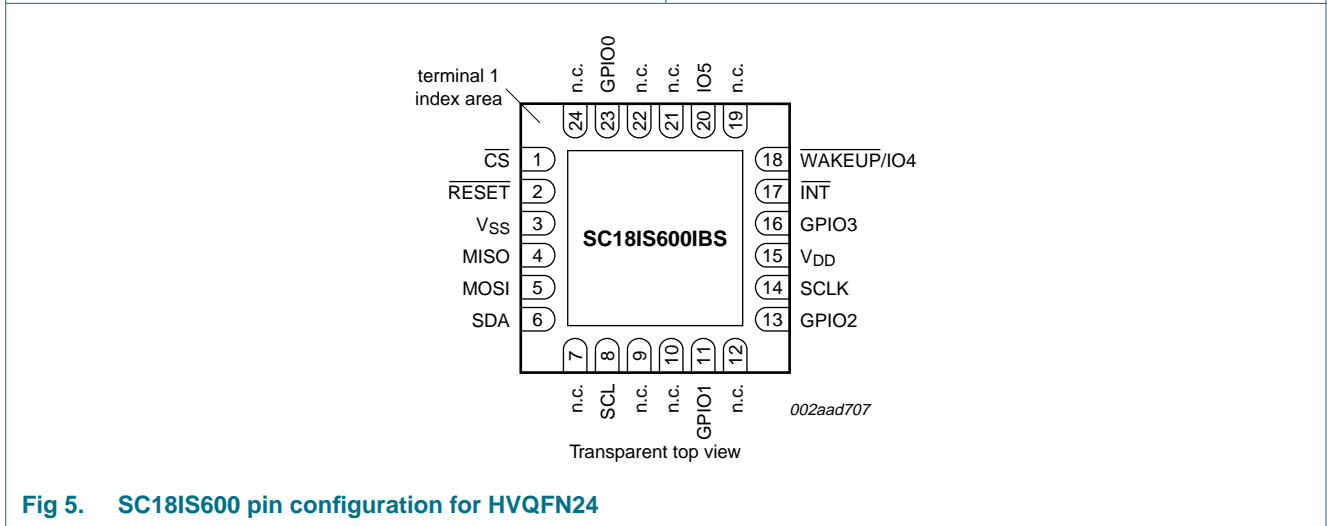 terminal 1
index area
n.c.
GPIO0
n.c.
n.c.
IO5
n.c.
24
23
22
21
20
19
CS 1
RESET 2
VSS 3
MISO 4
MOSI 5
SDA 6
SC18IS600IBS
18 WAKEUP/IO4
17 INT
16 GPIO3
15 VDD
14 SCLK
13 GPIO2
7
8
9
10
11
12
n.c.
SCL
n.c.
n.c.
GPIO1
n.c.
002aad707
Transparent top view
Fig 5. SC18IS600 pin configuration for HVQFN24